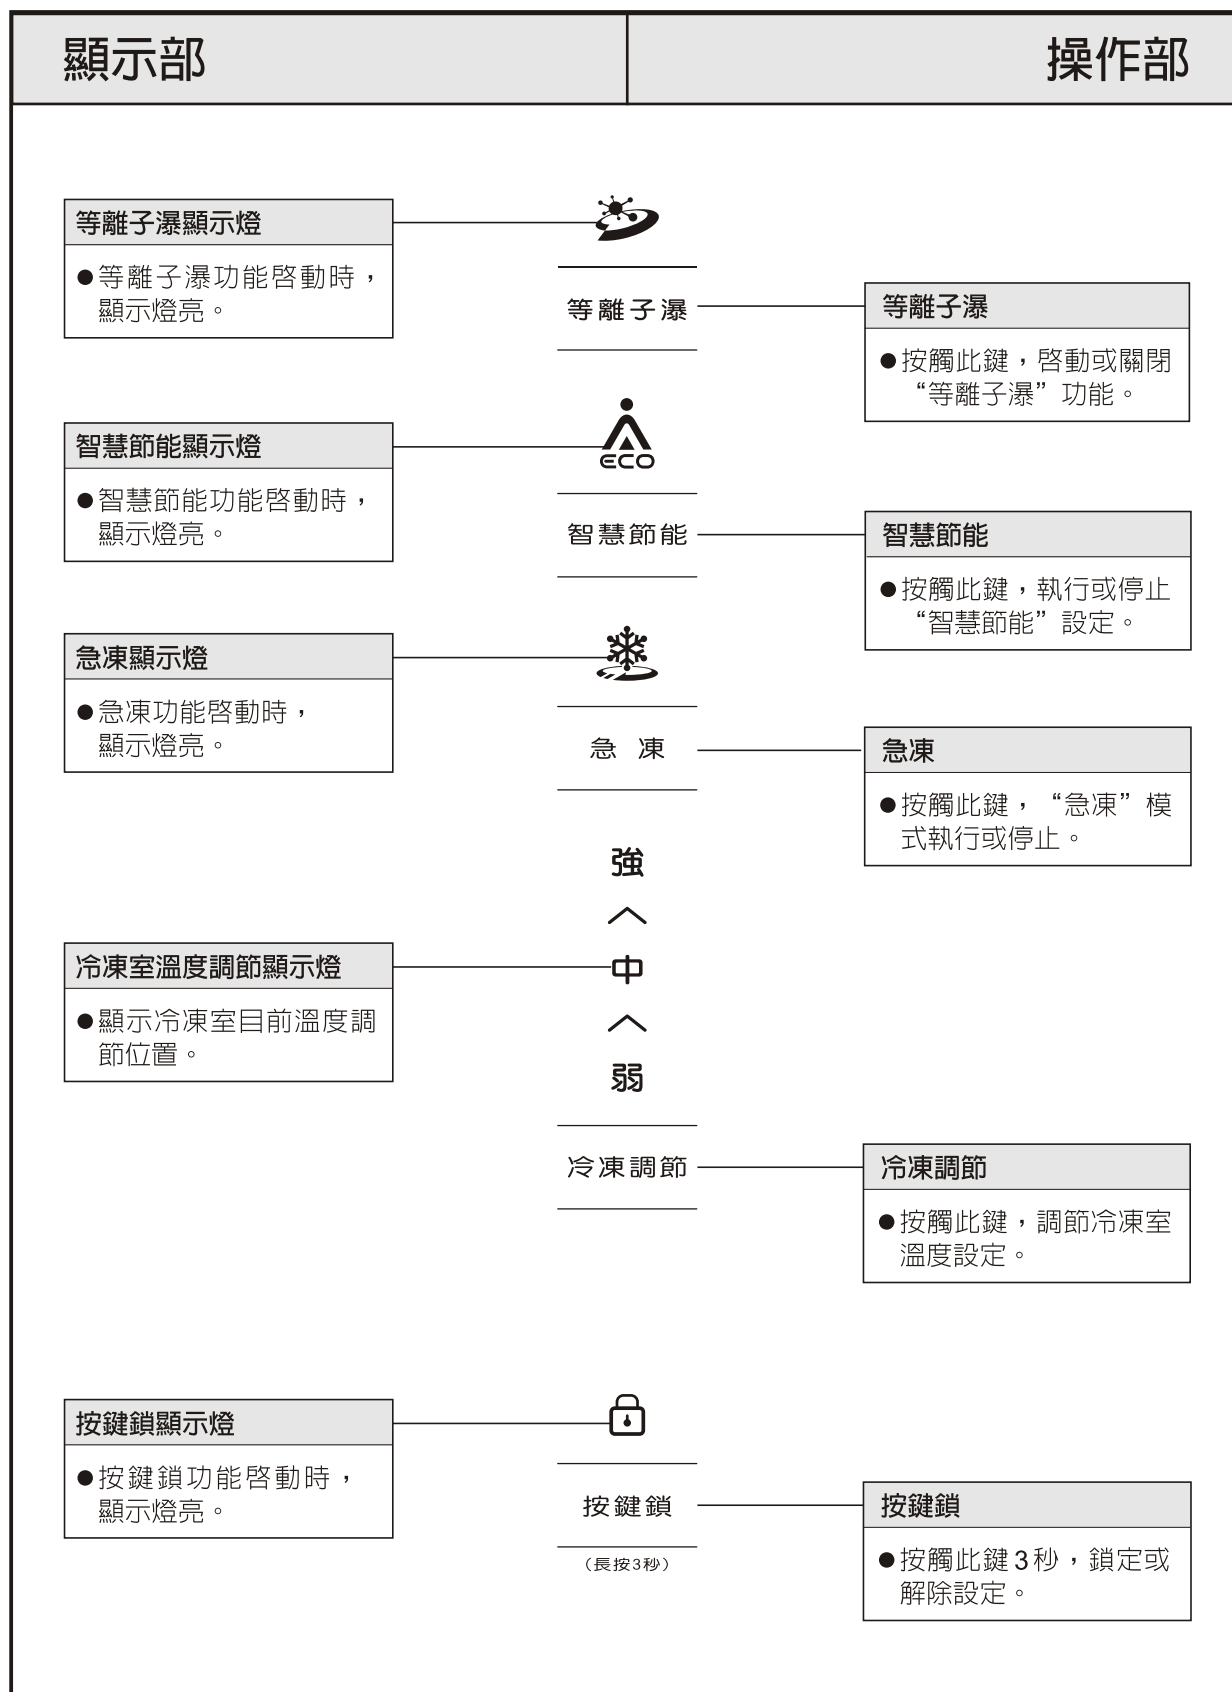 顯示部
操作部
等離子瀑顯示燈
●等離子瀑功能啓動時，
顯示燈亮。
等離子瀑
等離子瀑
●按觸此鍵，啓動或關閉
“等離子瀑”功能。
智慧節能顯示燈
●智慧節能功能啓動時，
顯示燈亮。
ECO
智慧節能
智慧節能
●按觸此鍵，執行或停止
“智慧節能”設定。
急凍顯示燈
●急凍功能啓動時，
顯示燈亮。
急 凍
急凍
●按觸此鍵，“急凍”模
式執行或停止。
強
中
弱
冷凍室溫度調節顯示燈
●顯示冷凍室目前溫度調
節位置。
冷凍調節
冷凍調節
●按觸此鍵，調節冷凍室
溫度設定。
按鍵鎖顯示燈
●按鍵鎖功能啓動時，
顯示燈亮。
按鍵鎖
（長按3秒）
按鍵鎖
●按觸此鍵3秒，鎖定或
解除設定。